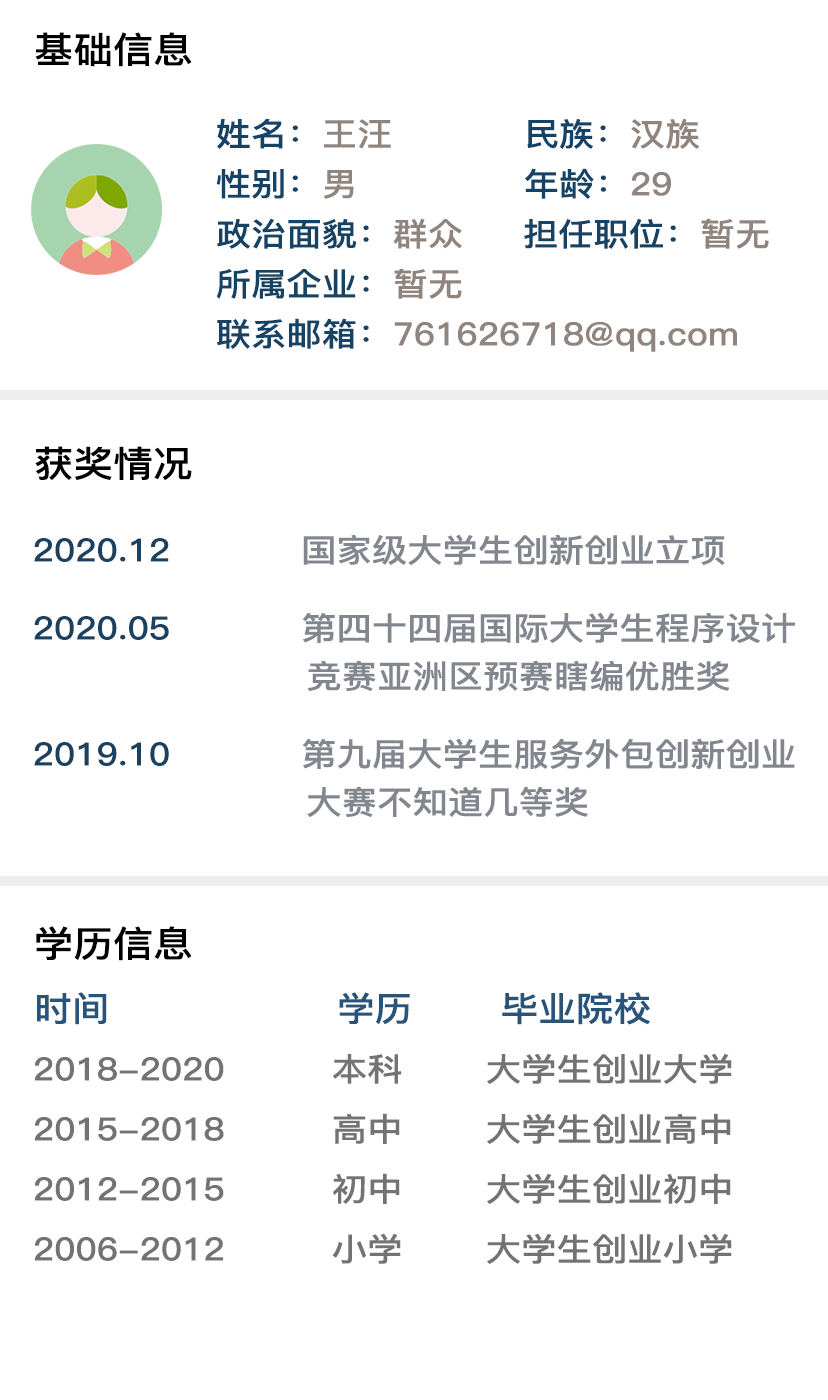 基础信息
姓名：王汪 民族：汉族
性别：男 年龄：29
政治面貌：群众 担任职位：暂无
所属企业：暂无
联系邮箱：761626718@qq.com
获奖情况
2020.12 国家级大学生创新创业立项
2020.05 第四十四届国际大学生程序设计
竞赛亚洲区预赛瞎编优胜奖
2019.10 第九届大学生服务外包创新创业
大赛不知道几等奖
学历信息
时间 学历 毕业院校
2018–2020 本科 大学生创业大学
2015–2018 高中 大学生创业高中
2012–2015 初中 大学生创业初中
2006–2012 小学 大学生创业小学